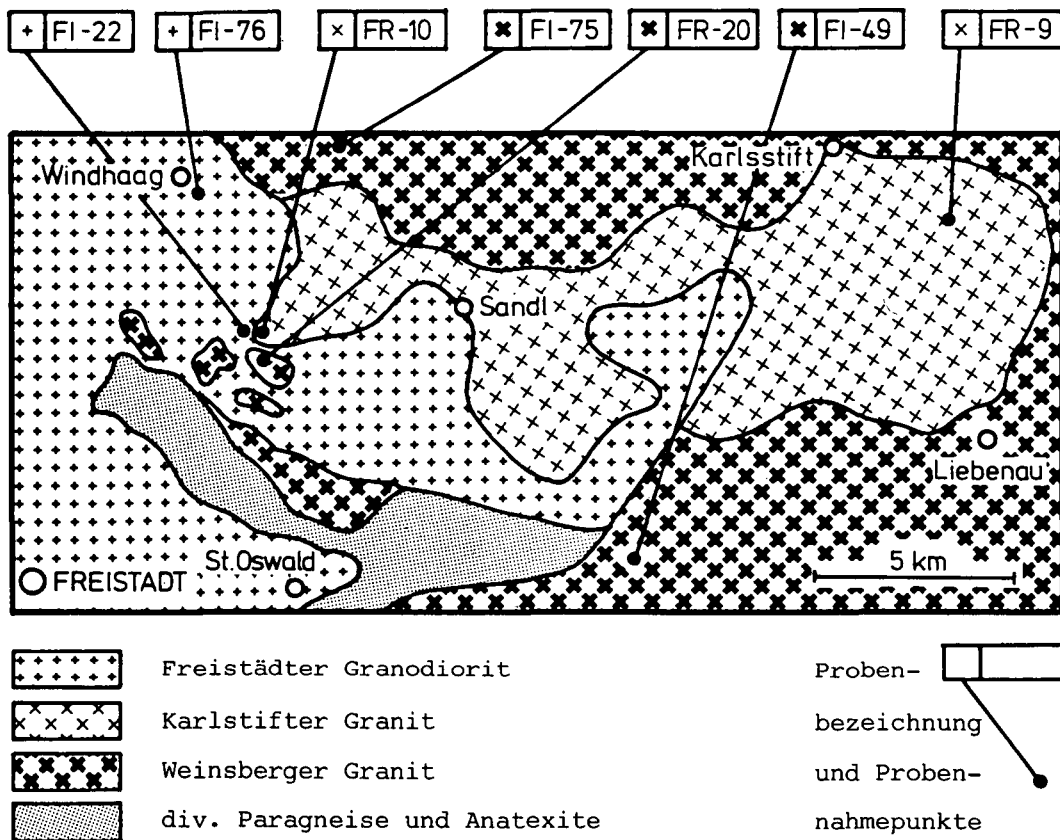 + FI-22
+ FI-76
× FR-10
✖ FI-75
✖ FR-20
✖ FI-49
× FR-9
Windhaag
Karlsstift
Sandl
Liebenau
St.Oswald
FREISTADT
5 km
Freistädter Granodiorit
Karlstifter Granit
Weinsberger Granit
div. Paragneise und Anatexite
Proben-
bezeichnung
und Proben-
nahmepunkte